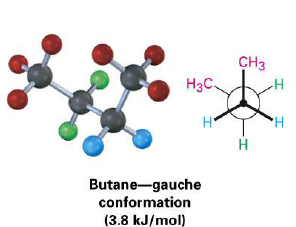 CH3
H3C
H
H
H
H
Butane—gauche
conformation
(3.8 kJ/mol)